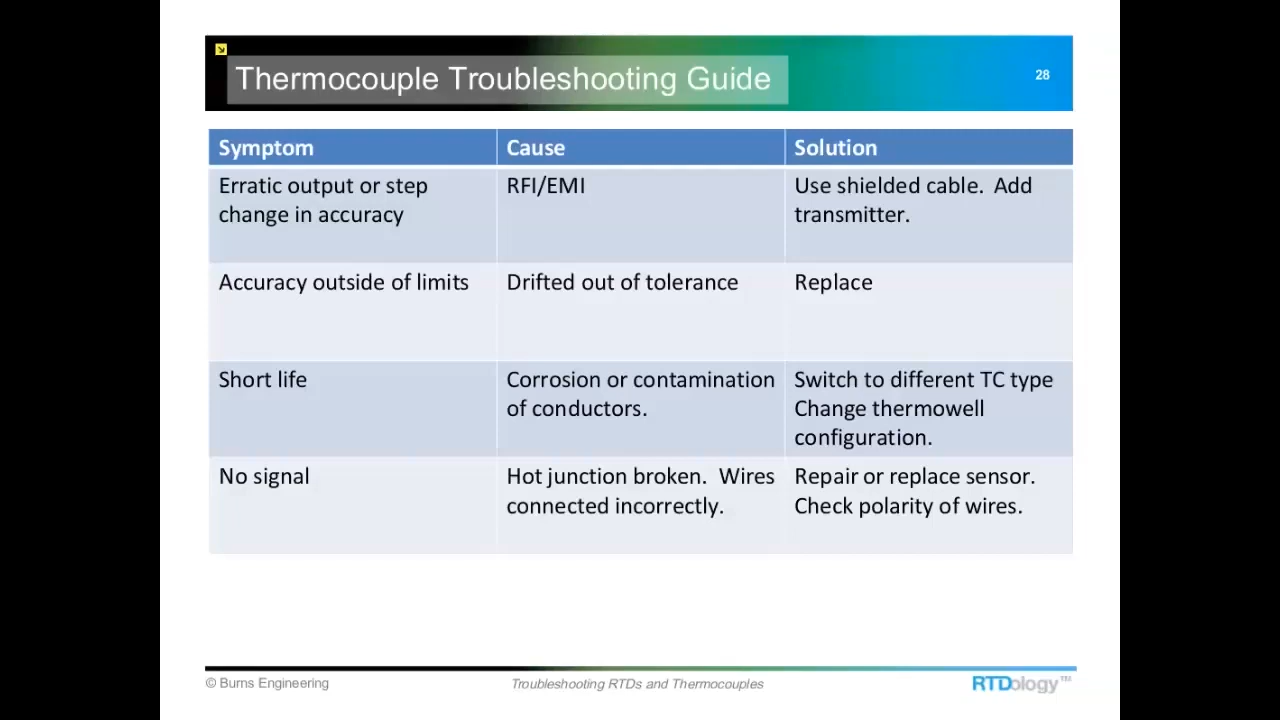 Thermocouple Troubleshooting Guide
28
Symptom
Cause
Solution
Erratic output or step
change in accuracy
RFI/EMI
Use shielded cable.  Add
transmitter.
Accuracy outside of limits
Drifted out of tolerance
Replace
Short life
Corrosion or contamination
of conductors.
Switch to different TC type
Change thermowell
configuration.
No signal
Hot junction broken.  Wires
connected incorrectly.
Repair or replace sensor.
Check polarity of wires.
© Burns Engineering
Troubleshooting RTDs and Thermocouples
RTDology™